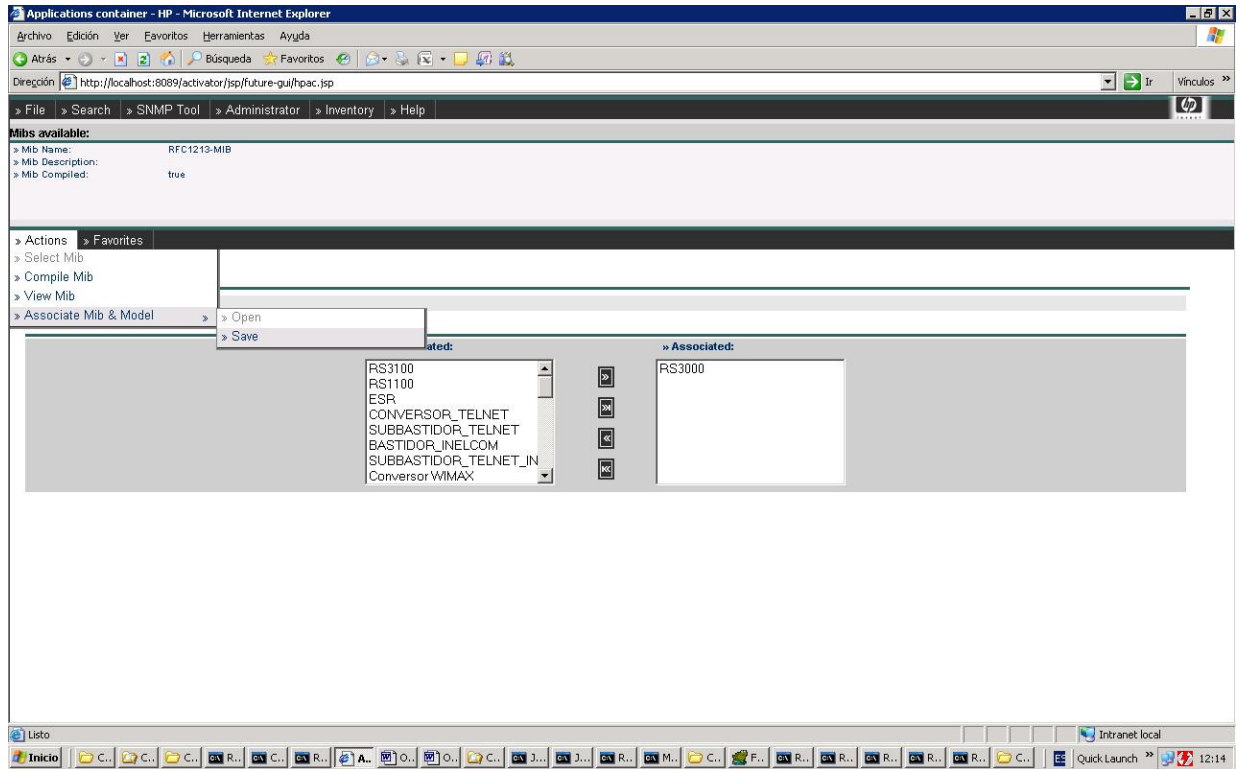 Applications container - HP - Microsoft Internet Explorer
Archivo Edición Ver Favoritos Herramientas Ayuda
Atrás Búsqueda Favoritos
Dirección http://localhost:8089/activator/jsp/future-gui/hpac.jsp Ir Vínculos »
» File » Search » SNMP Tool » Administrator » Inventory » Help
Mibs available:
» Mib Name: RFC1213-MIB
» Mib Description:
» Mib Compiled: true
» Actions » Favorites
» Select Mib
» Compile Mib
» View Mib
» Associate Mib & Model » » Open
» Save
ated: » Associated:
RS3100 RS3000
RS1100
ESR
CONVERSOR_TELNET
SUBBASTIDOR_TELNET
BASTIDOR_INELCOM
SUBBASTIDOR_TELNET_IN
Conversor WIMAX
Listo Intranet local
Inicio C.. C.. C.. R.. C.. R.. A.. O.. O.. C.. J... J... R.. M.. C.. F.. R.. R.. R.. R.. R.. C.. ES Quick Launch » 12:14